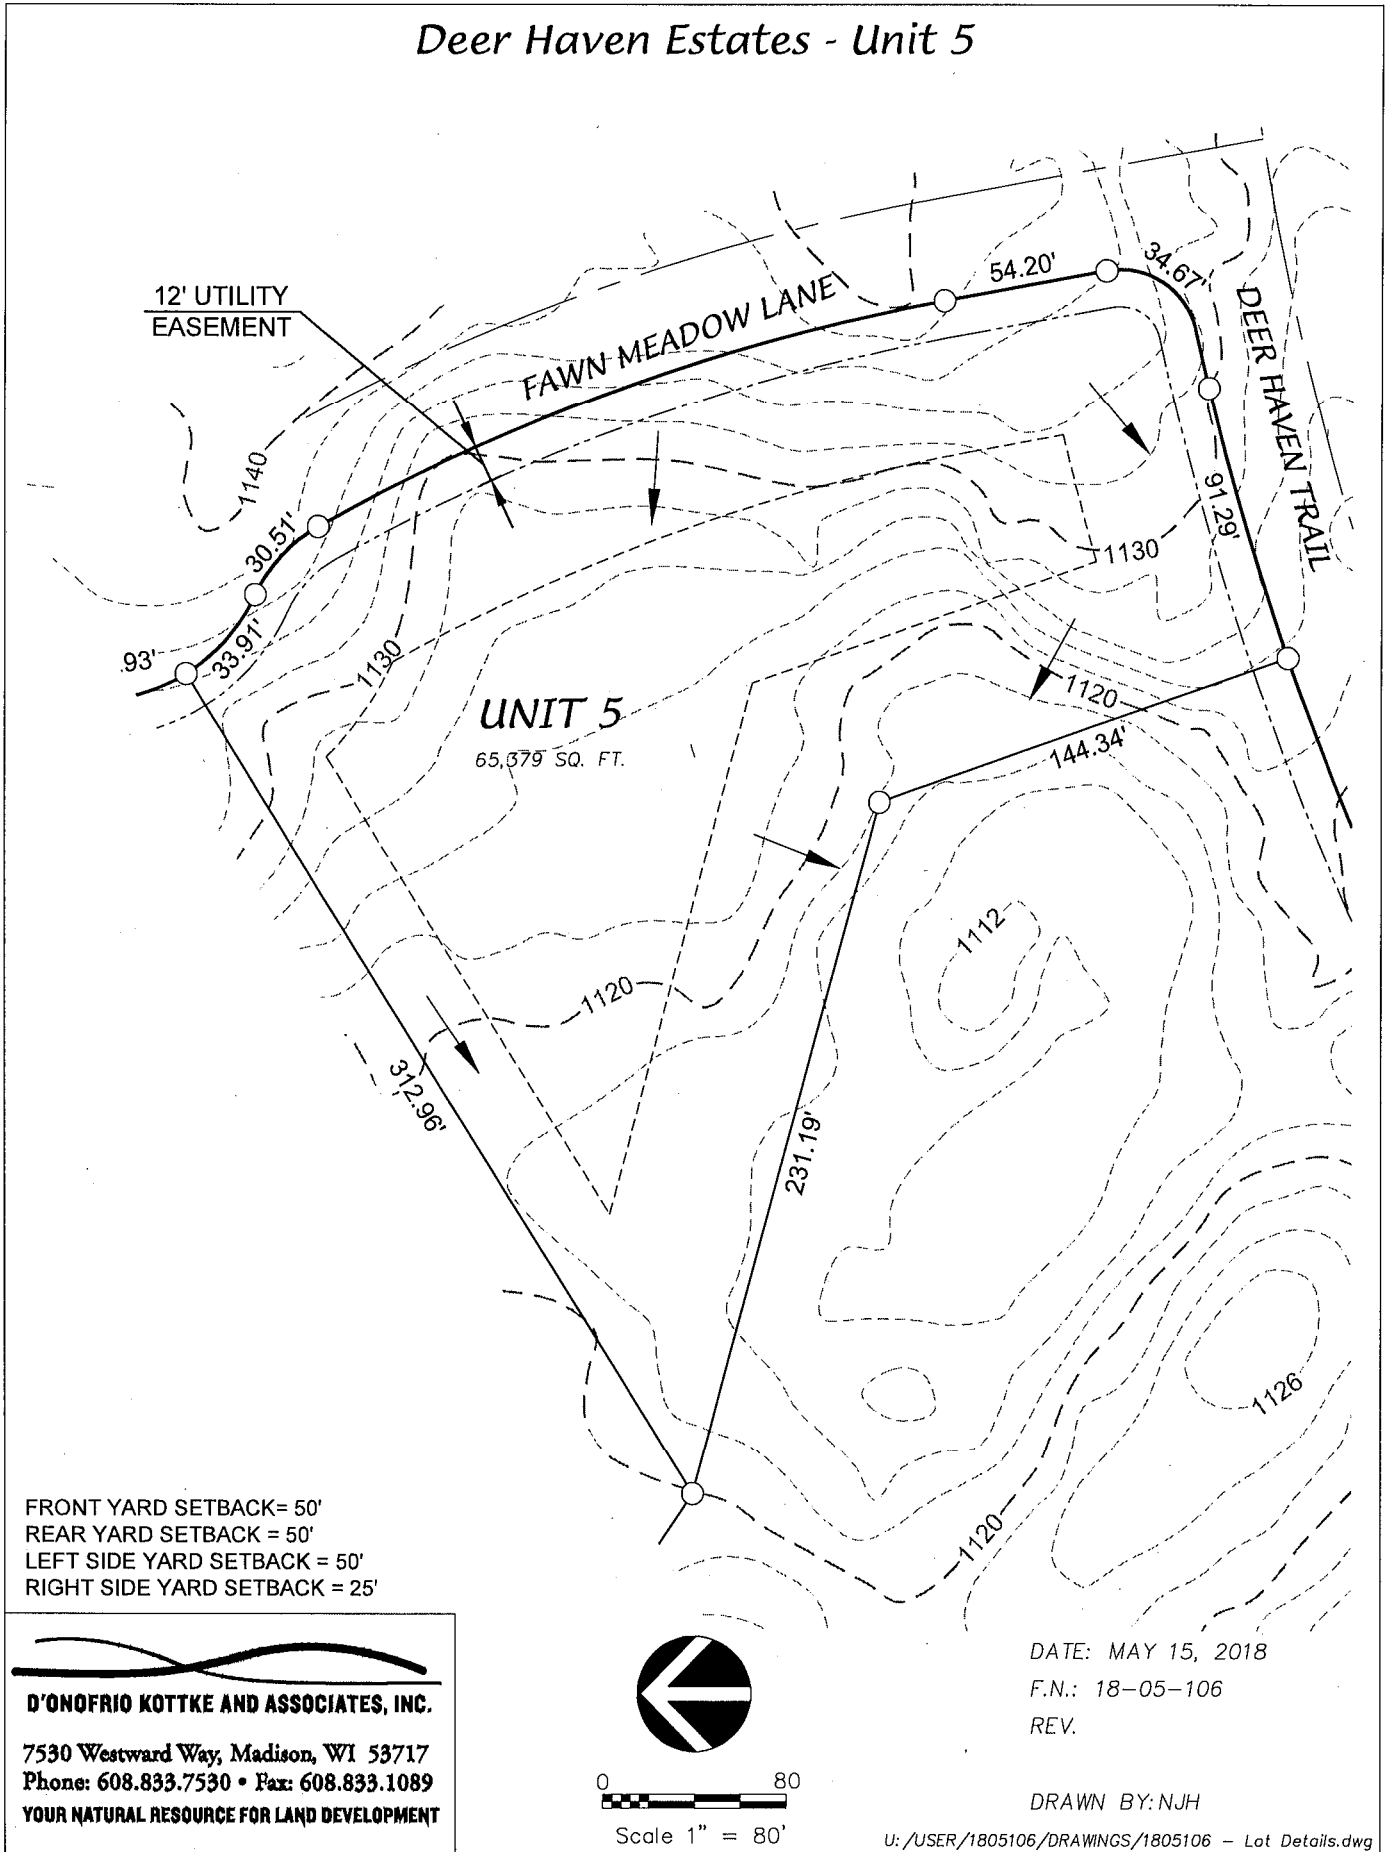 Deer Haven Estates - Unit 5
12' UTILITY
EASEMENT
FAWN MEADOW LANE
54.20'
34.67'
DEER HAVEN TRAIL
1140
30.51'
33.91'
.93'
91.29'
1130
1130
UNIT 5
SQ. FT.
1120
144.34'
1112
1120
312.96'
231.19'
1126
1120
FRONT YARD SETBACK= 50'
REAR YARD SETBACK = 50'
LEFT SIDE YARD SETBACK = 50'
RIGHT SIDE YARD SETBACK = 25'
D'ONOFRIO KOTTKE AND ASSOCIATES, INC.
7530 Westward Way, Madison, WI 53717
Phone: 608.833.7530 • Fax: 608.833.1089
YOUR NATURAL RESOURCE FOR LAND DEVELOPMENT
0 80
Scale 1" = 80'
DATE: MAY 15, 2018
F.N.: 18-05-106
REV.
DRAWN BY: NJH
U:/USER/1805106/DRAWINGS/1805106 - Lot Details.dwg